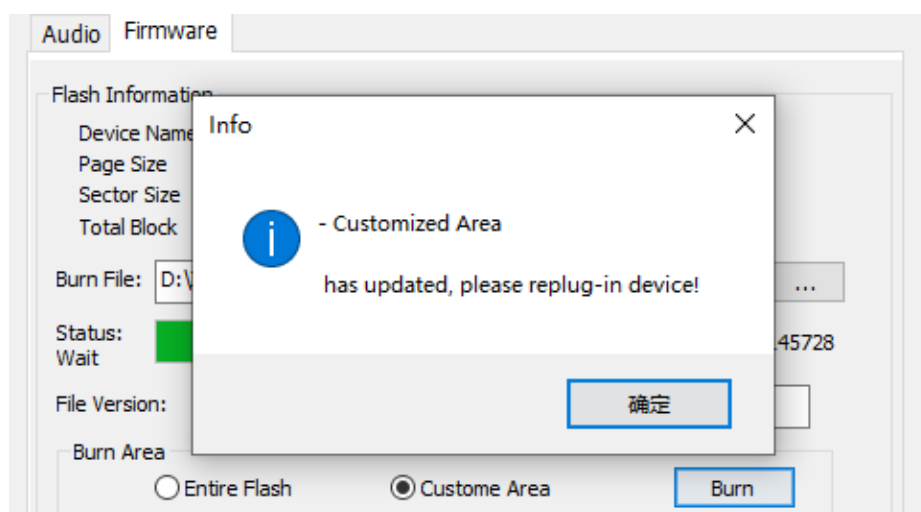 Audio Firmware
Flash Information
Info
Device Name
Page Size
Sector Size
Total Block
- Customized Area
has updated, please replug-in device!
Burn File: D:\
...
Status:
Wait
45728
File Version:
确定
Burn Area
Entire Flash Custome Area Burn